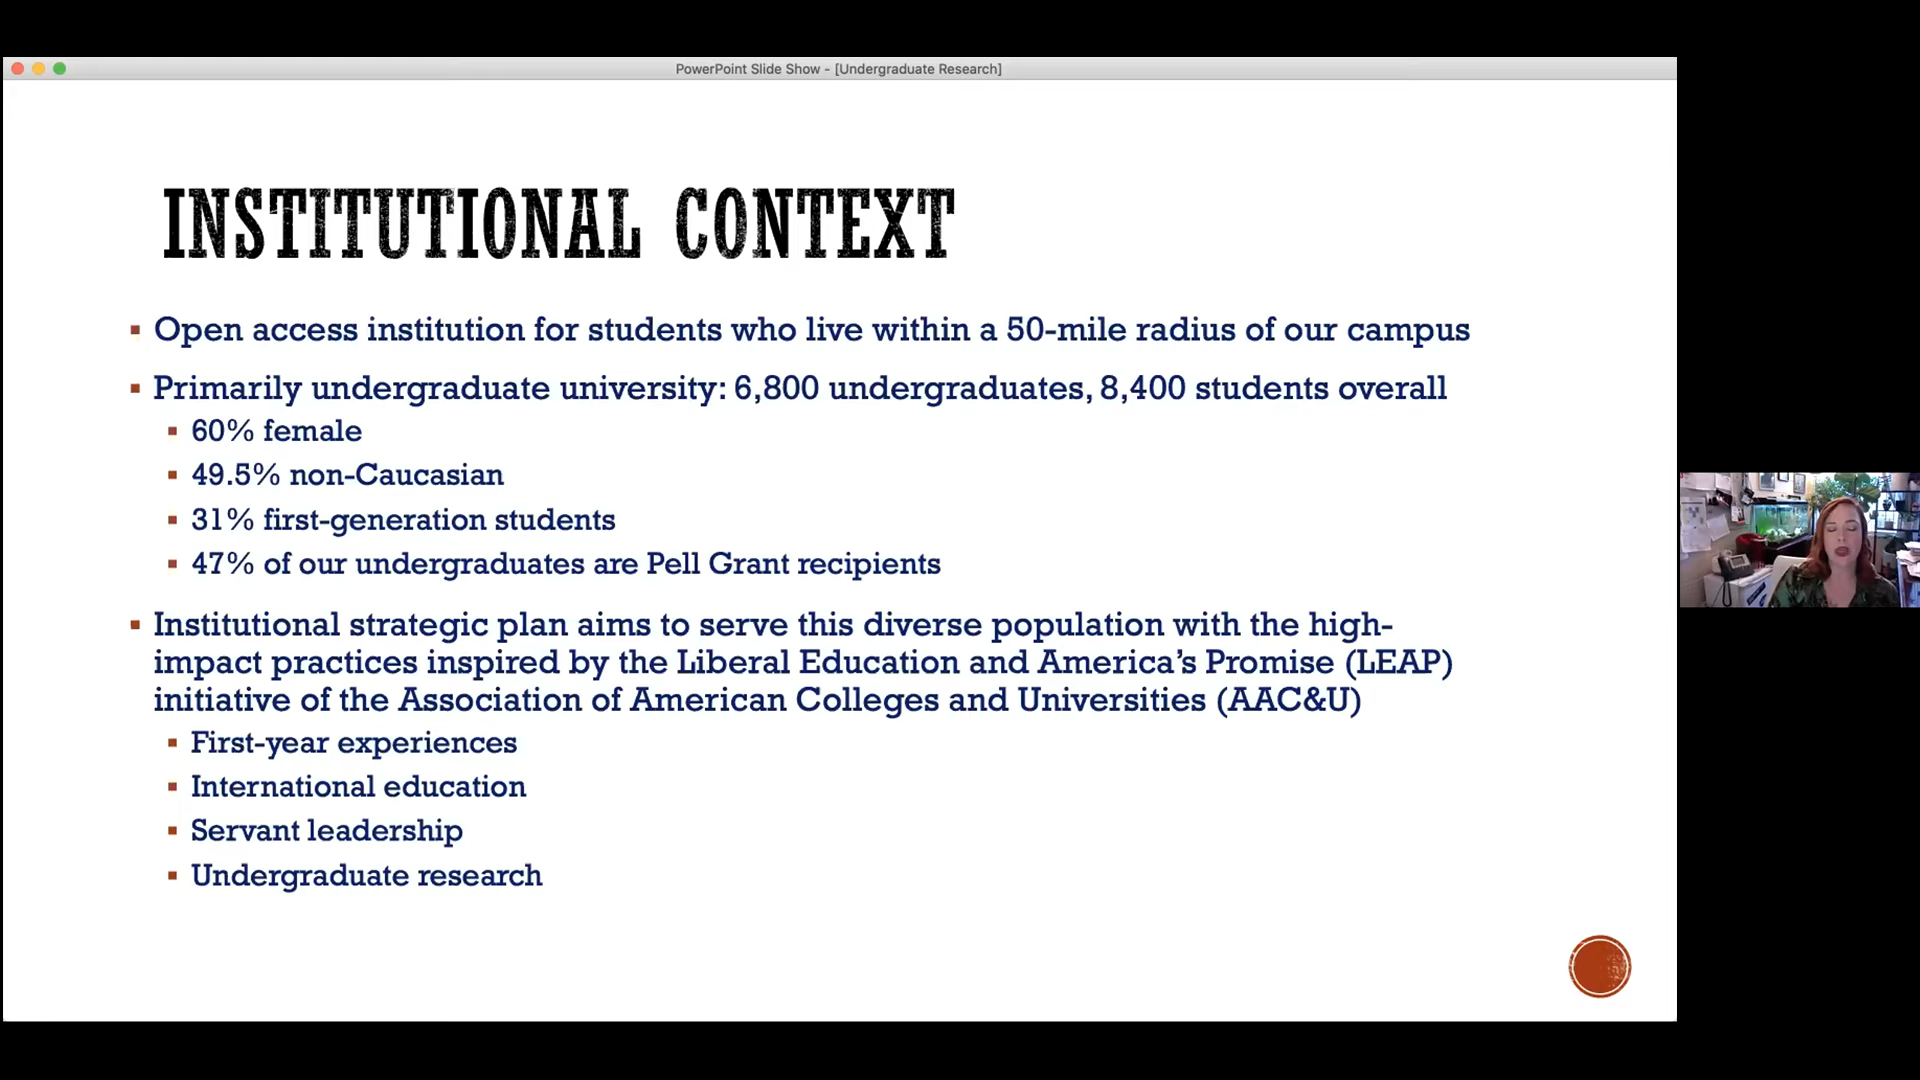 PowerPoint Slide Show - [Undergraduate Research]
INSTITUTIONAL CONTEXT
▪ Open access institution for students who live within a 50-mile radius of our campus
▪ Primarily undergraduate university: 6,800 undergraduates, 8,400 students overall
▪ 60% female
▪ 49.5% non-Caucasian
▪ 31% first-generation students
▪ 47% of our undergraduates are Pell Grant recipients
▪ Institutional strategic plan aims to serve this diverse population with the high-
impact practices inspired by the Liberal Education and America’s Promise (LEAP)
initiative of the Association of American Colleges and Universities (AAC&U)
▪ First-year experiences
▪ International education
▪ Servant leadership
▪ Undergraduate research